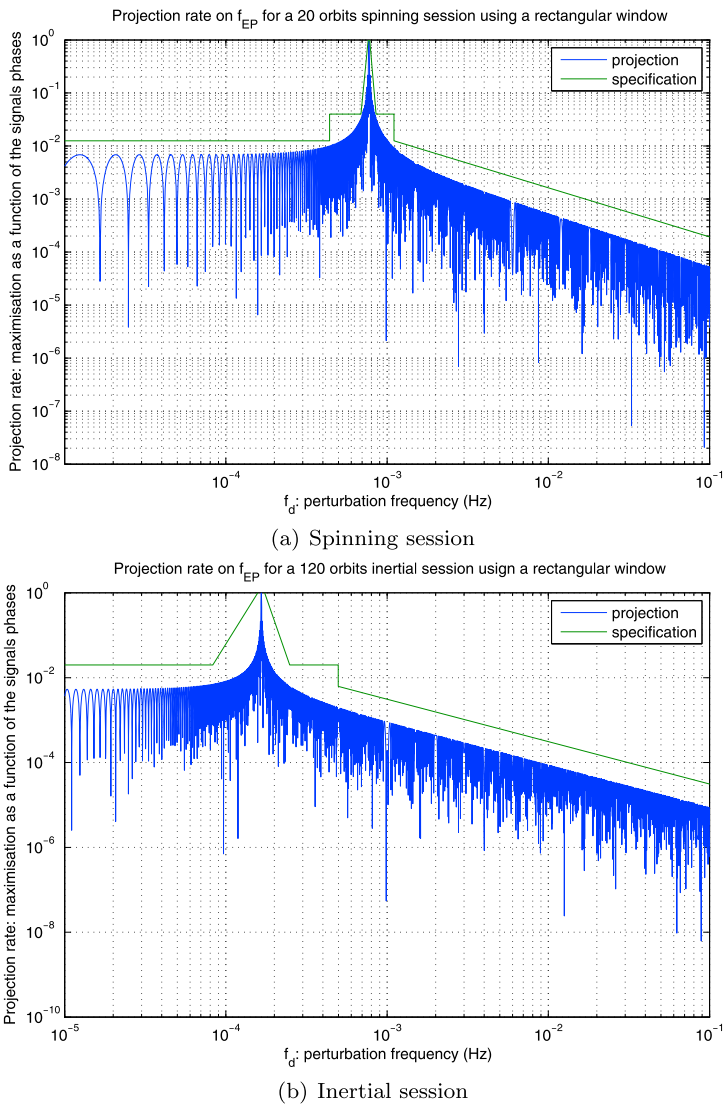 Projection rate on f_EP for a 20 orbits spinning session using a rectangular window
Projection rate: maximisation as a function of the signals phases
10^0
10^-1
10^-2
10^-3
10^-4
10^-5
10^-6
10^-7
10^-8
projection
specification
10^-4
10^-3
10^-2
10^-1
f_d: perturbation frequency (Hz)
(a) Spinning session
Projection rate on f_EP for a 120 orbits inertial session usign a rectangular window
Projection rate: maximisation as a function of the signals phases
10^0
10^-2
10^-4
10^-6
10^-8
10^-10
projection
specification
10^-5
10^-4
10^-3
10^-2
10^-1
f_d: perturbation frequency (Hz)
(b) Inertial session